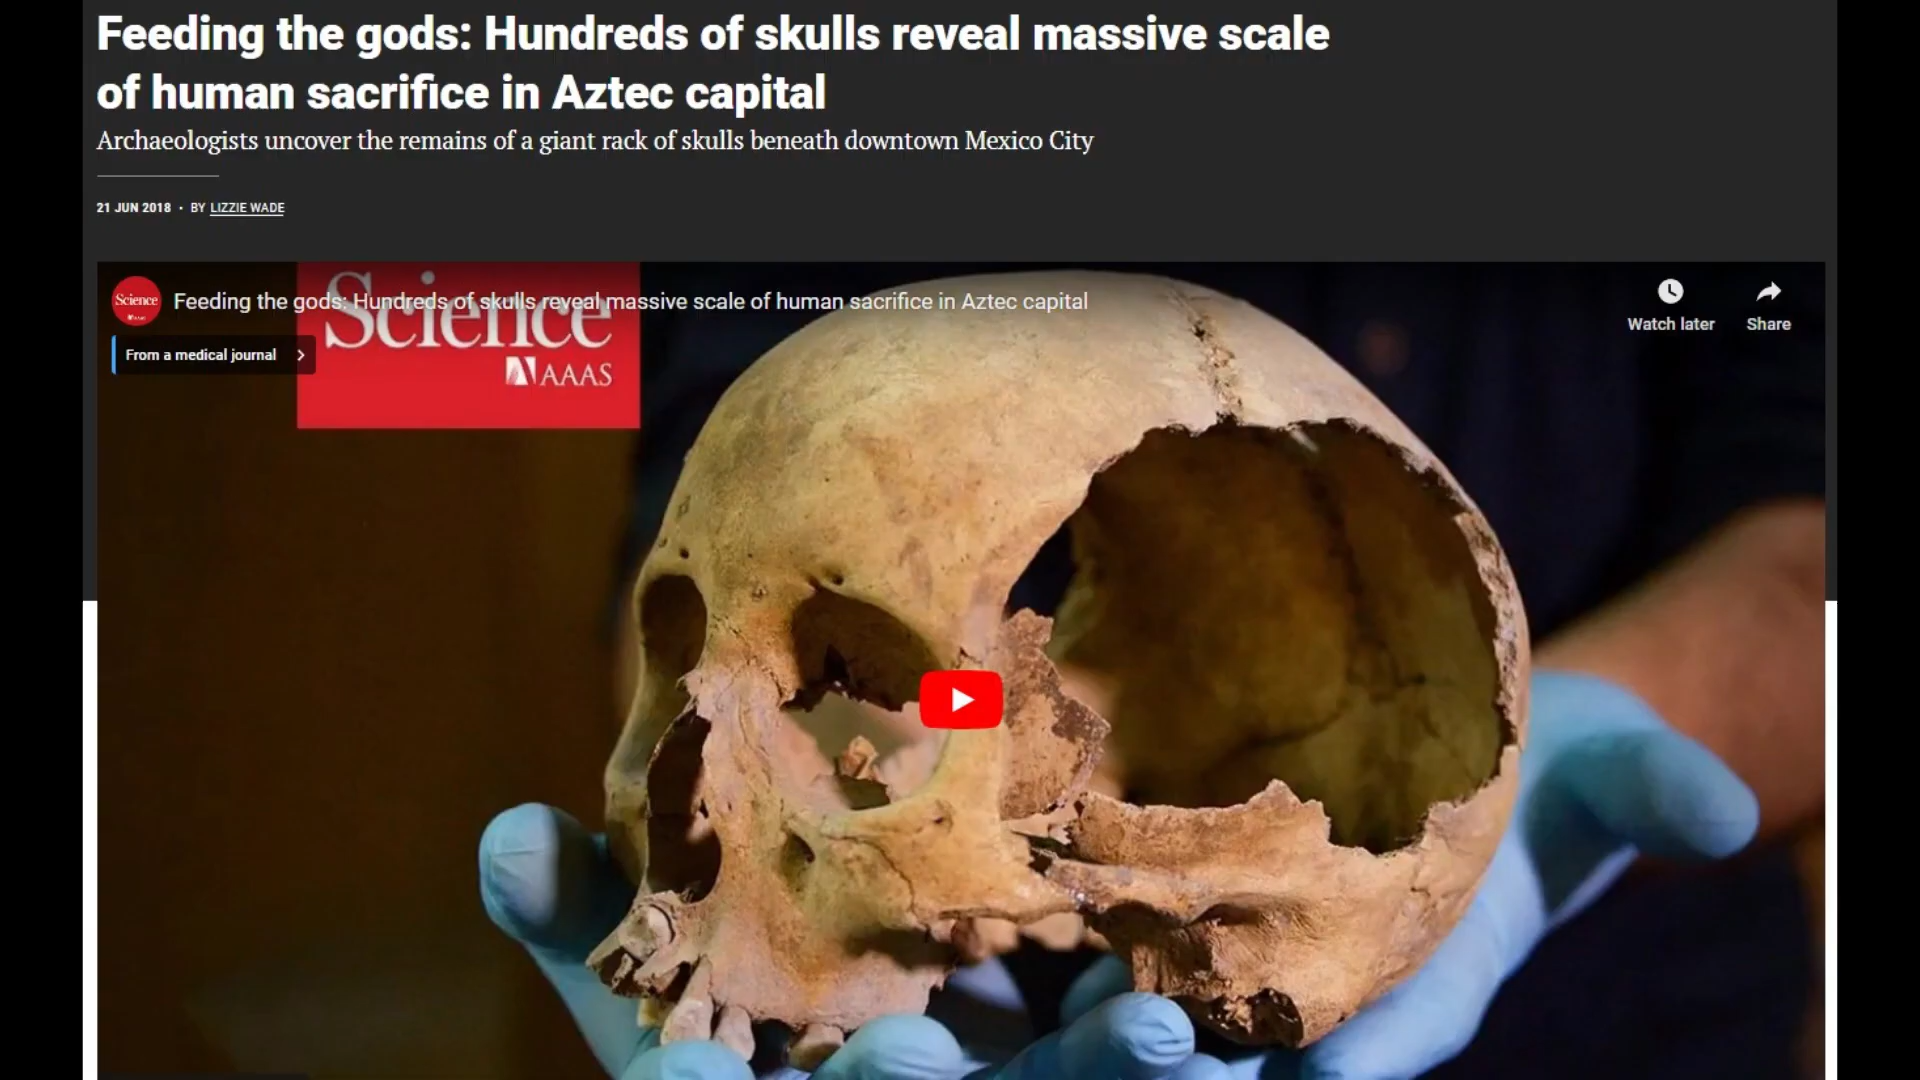 Feeding the gods: Hundreds of skulls reveal massive scale
of human sacrifice in Aztec capital
Archaeologists uncover the remains of a giant rack of skulls beneath downtown Mexico City
21 JUN 2018 • BY LIZZIE WADE
Science
AAAS
Feeding the gods: Hundreds of skulls reveal massive scale of human sacrifice in Aztec capital
Watch later
Share
From a medical journal
Science
AAAS